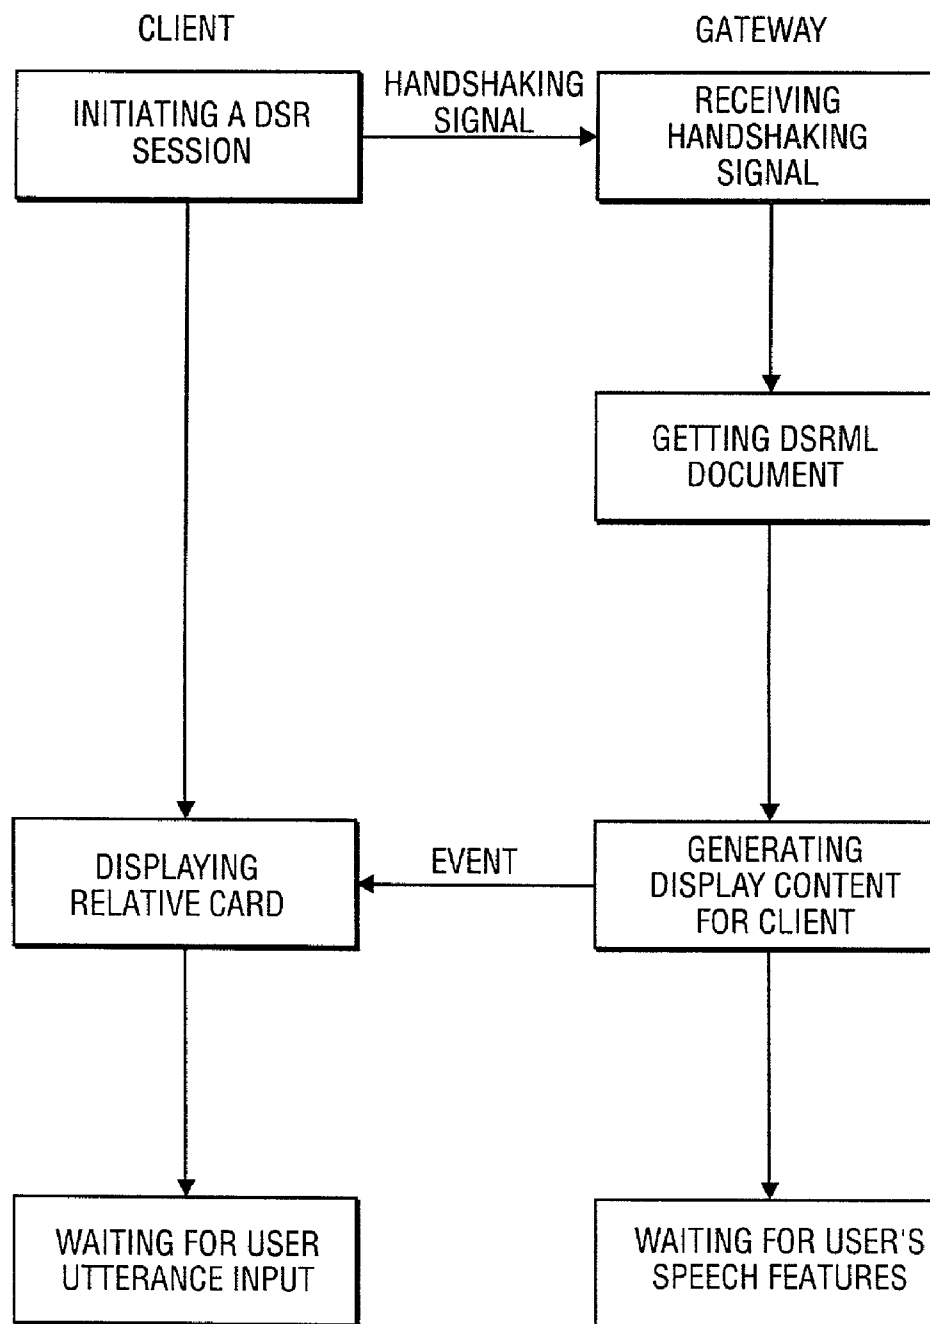 CLIENT
GATEWAY
INITIATING A DSR
SESSION
HANDSHAKING
SIGNAL
RECEIVING
HANDSHAKING
SIGNAL
GETTING DSRML
DOCUMENT
DISPLAYING
RELATIVE CARD
EVENT
GENERATING
DISPLAY CONTENT
FOR CLIENT
WAITING FOR USER
UTTERANCE INPUT
WAITING FOR USER'S
SPEECH FEATURES